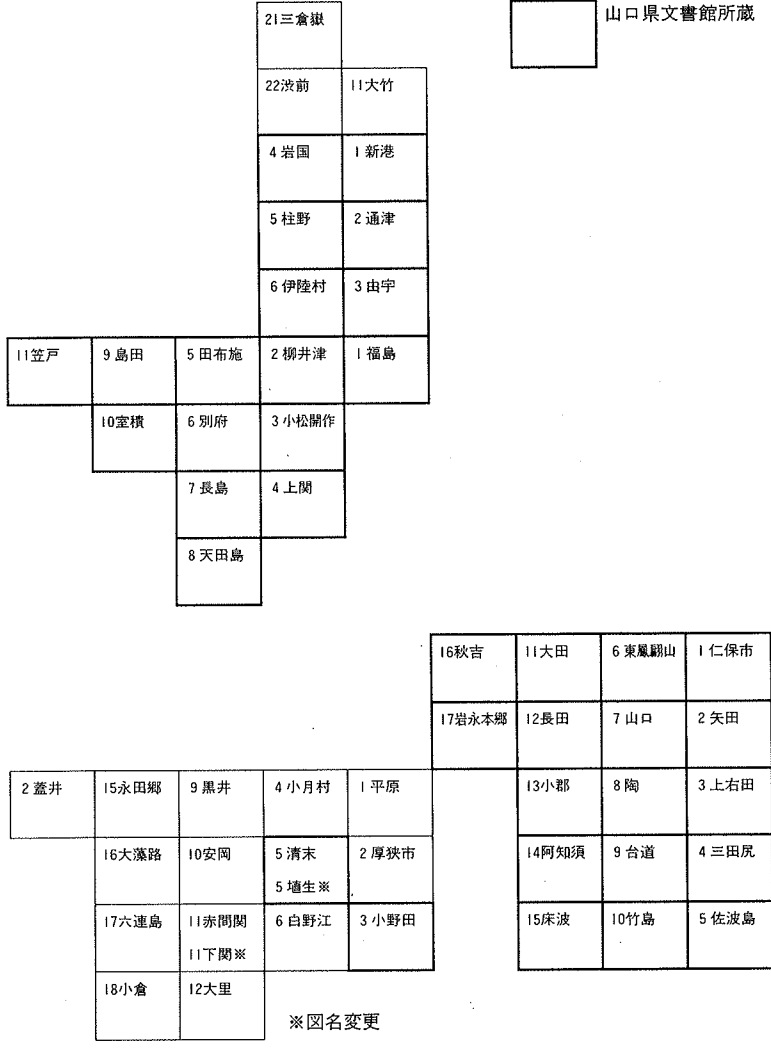 山口県文書館所蔵
21三倉嶽
22渋前 11大竹
4岩国 1新港
5柱野 2通津
6伊陸村 3由宇
11笠戸 9島田 5田布施 2柳井津 1福島
10室積 6別府 3小松開作
7長島 4上関
8天田島
16秋吉 11大田 6東鳳翩山 1仁保市
17岩永本郷 12長田 7山口 2矢田
2蓋井 15永田郷 9黒井 4小月村 1平原 13小郡 8陶 3上右田
16大藻路 10安岡 5清末 2厚狭市 14阿知須 9台道 4三田尻
5埴生※
17六連島 11赤間関 6白野江 3小野田 15床波 10竹島 5佐波島
11下関※
18小倉 12大里
※図名変更